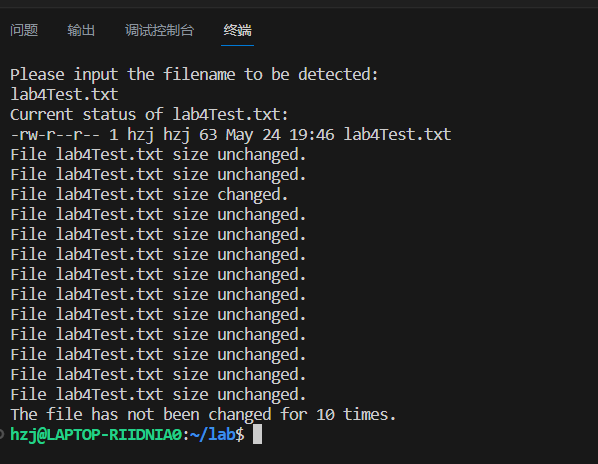 问题 输出 调试控制台 终端
Please input the filename to be detected:
lab4Test.txt
Current status of lab4Test.txt:
-rw-r--r-- 1 hzj hzj 63 May 24 19:46 lab4Test.txt
File lab4Test.txt size unchanged.
File lab4Test.txt size unchanged.
File lab4Test.txt size changed.
File lab4Test.txt size unchanged.
File lab4Test.txt size unchanged.
File lab4Test.txt size unchanged.
File lab4Test.txt size unchanged.
File lab4Test.txt size unchanged.
File lab4Test.txt size unchanged.
File lab4Test.txt size unchanged.
File lab4Test.txt size unchanged.
File lab4Test.txt size unchanged.
File lab4Test.txt size unchanged.
The file has not been changed for 10 times.
hzj@LAPTOP-RIIDNIA0:~/lab$